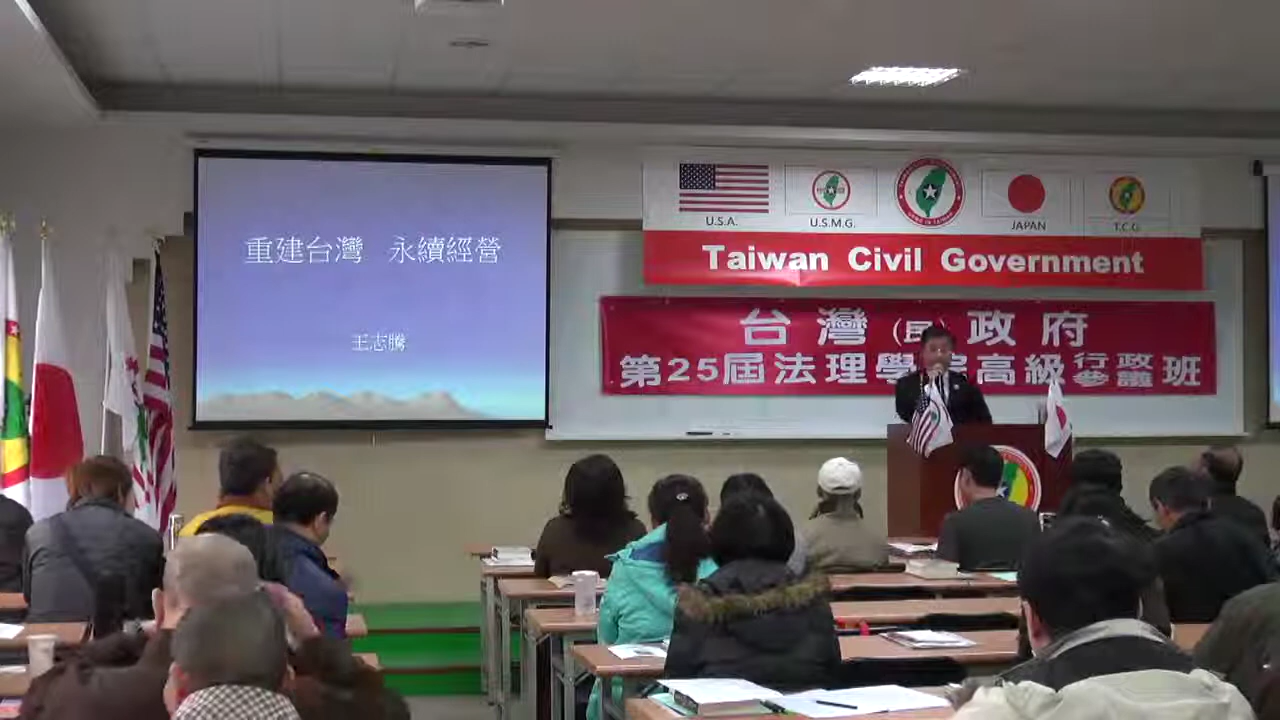 重建台灣 永續經營
王志騰
U.S.A.
U.S.M.G.
JAPAN
T.C.G.
Taiwan Civil Government
台灣(民)政府
第25屆法理學院高級行政參議班